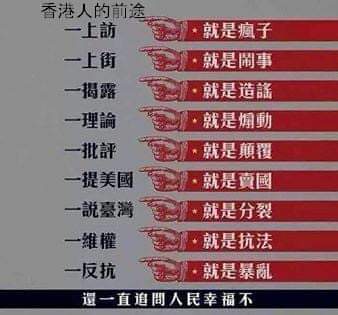 香港人的前途
一上訪 就是瘋子
一上街 就是鬧事
一揭露 就是造謠
一理論 就是煽動
一批評 就是顛覆
一提美國 就是賣國
一説臺灣 就是分裂
一維權 就是抗法
一反抗 就是暴亂
還一直追問人民幸福不